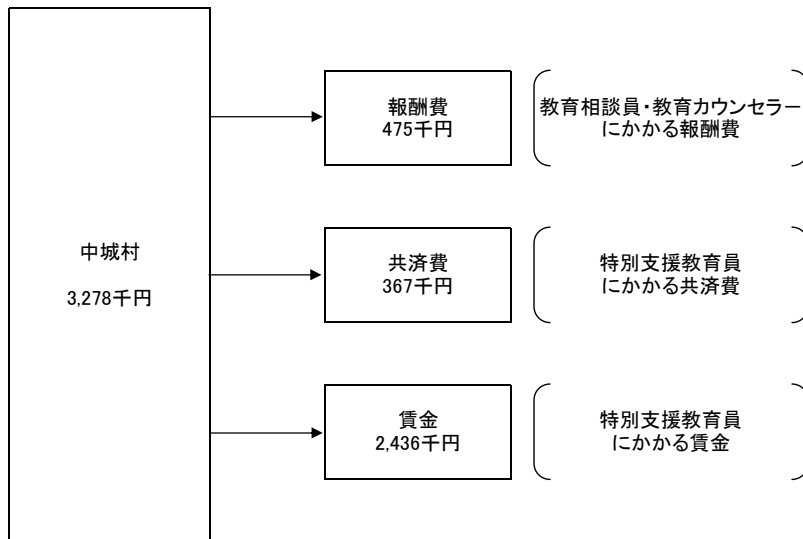 中城村
3,278千円
報酬費
475千円
教育相談員・教育カウンセラー
にかかる報酬費
共済費
367千円
特別支援教育員
にかかる共済費
賃金
2,436千円
特別支援教育員
にかかる賃金